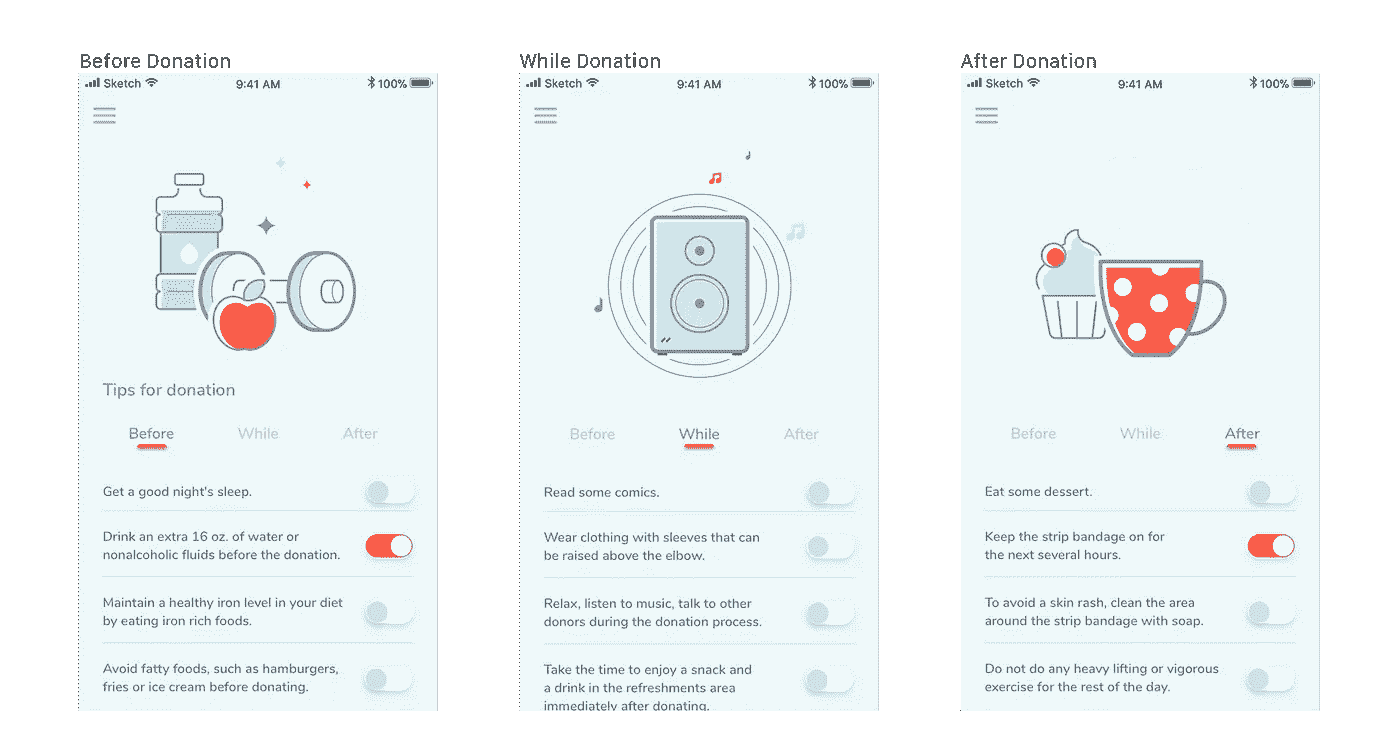 Before Donation
Sketch 9:41 AM 100%
Tips for donation
Before While After
Get a good night's sleep.
Drink an extra 16 oz. of water or
nonalcoholic fluids before the donation.
Maintain a healthy iron level in your diet
by eating iron rich foods.
Avoid fatty foods, such as hamburgers,
fries or ice cream before donating.
While Donation
Sketch 9:41 AM 100%
Before While After
Read some comics.
Wear clothing with sleeves that can
be raised above the elbow.
Relax, listen to music, talk to other
donors during the donation process.
Take the time to enjoy a snack and
a drink in the refreshments area
immediately after donating.
After Donation
Sketch 9:41 AM 100%
Before While After
Eat some dessert.
Keep the strip bandage on for
the next several hours.
To avoid a skin rash, clean the area
around the strip bandage with soap.
Do not do any heavy lifting or vigorous
exercise for the rest of the day.